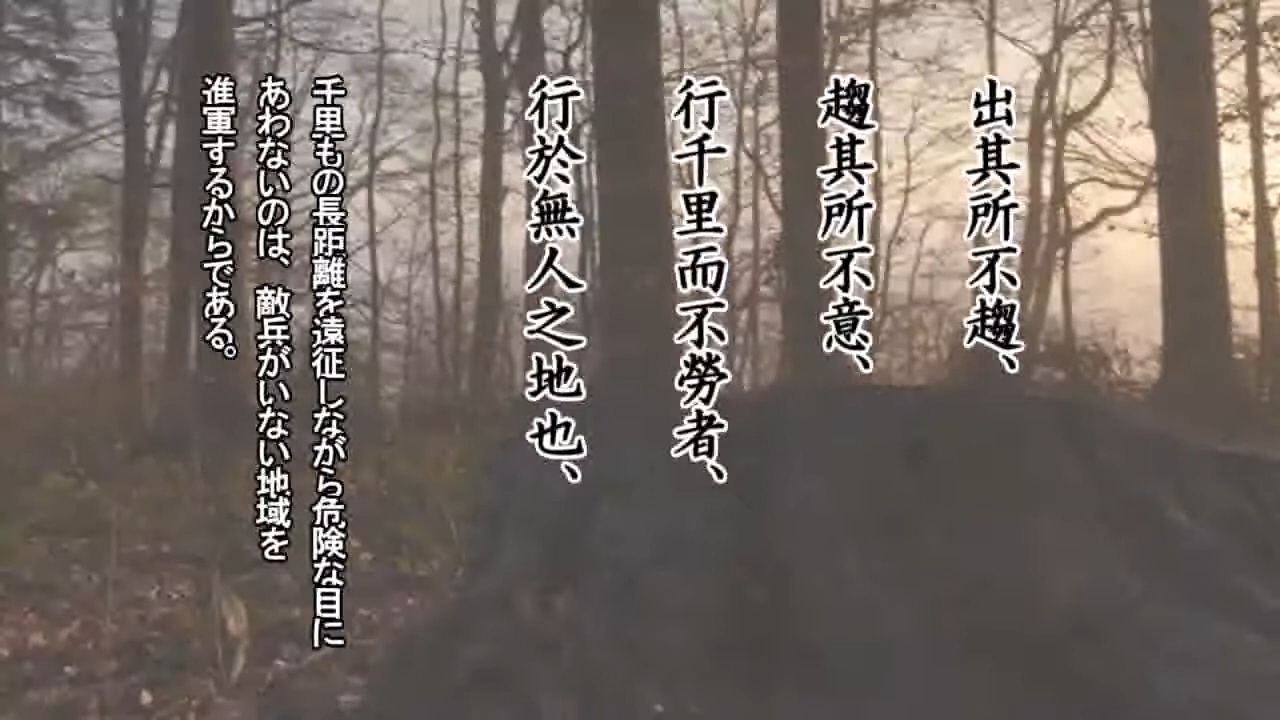 出其所不趨、
趨其所不意、
行千里而不勞者、
行於無人之地也、
千里もの長距離を遠征しながら危険な目に
あわないのは、敵兵がいない地域を
進軍するからである。